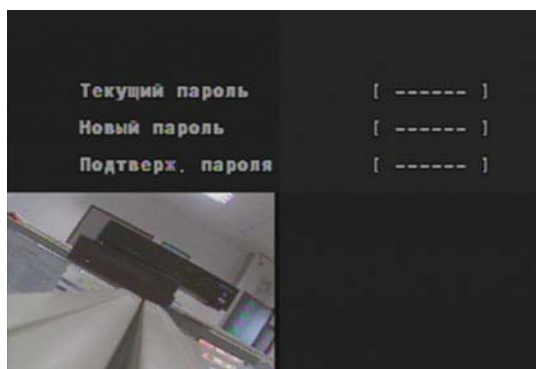 Текущий пароль [ ------ ]
Новый пароль [ ------ ]
Подтверж. пароля [ ------ ]